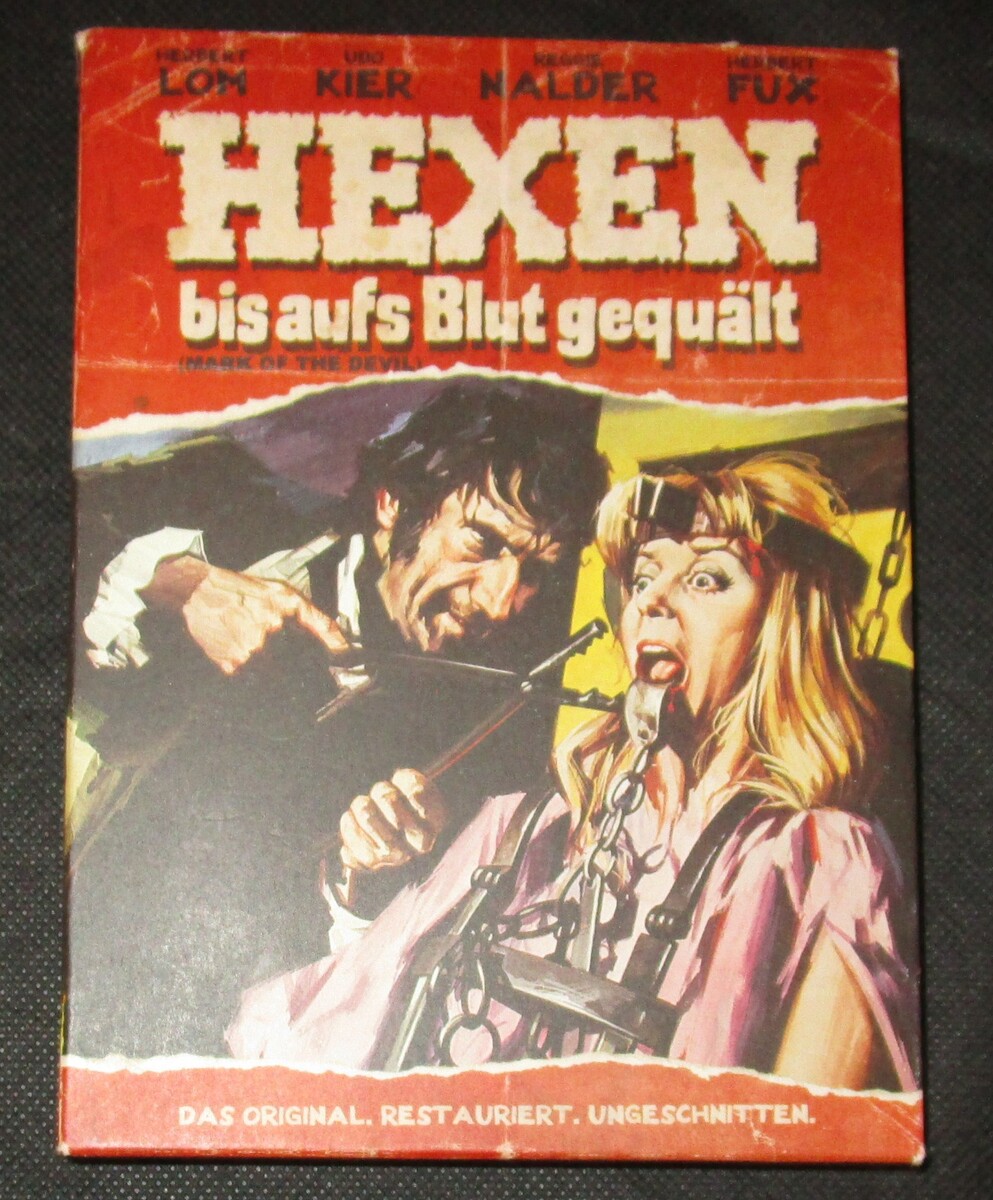 HERBERT UDO REGGIE HERBERT
LOM KIER NALDER FUX
HEXEN
bis aufs Blut gequält
(MARK OF THE DEVIL)
DAS ORIGINAL. RESTAURIERT. UNGESCHNITTEN.